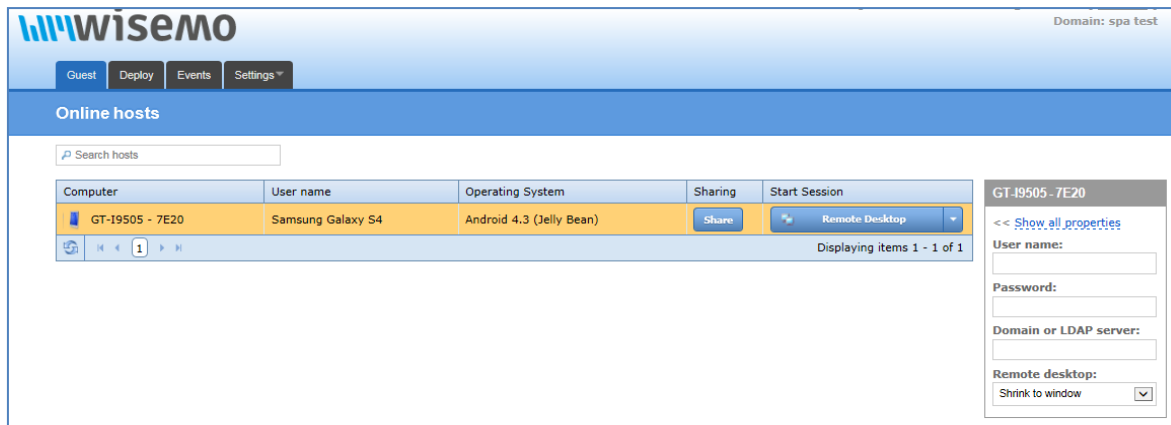 wisemo
Domain: spa test
Guest Deploy Events Settings
Online hosts
Search hosts
Computer User name Operating System Sharing Start Session
GT-I9505 - 7E20 Samsung Galaxy S4 Android 4.3 (Jelly Bean) Share Remote Desktop
1 Displaying items 1 - 1 of 1
GT-I9505 - 7E20
<< Show all properties
User name:
Password:
Domain or LDAP server:
Remote desktop:
Shrink to window